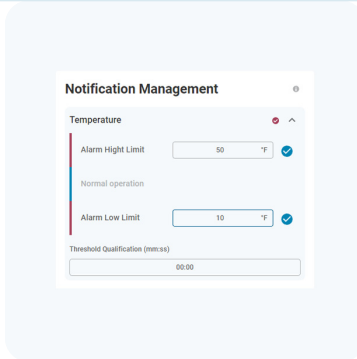 Notification Management
Temperature
Alarm Hight Limit 50 °F
Normal operation
Alarm Low Limit 10 °F
Threshold Qualification (mm:ss)
00:00